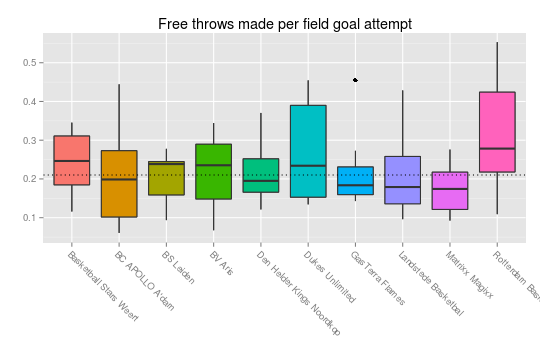 Free throws made per field goal attempt
0.5
0.4
0.3
0.2
0.1
Basketball Stars Weert
BC APOLLO A'dam
BS Leiden
BV Aris
Den Helder Kings Noordkop
Dukes Unlimited
GasTerra Flames
Landstede Basketbal
Matrixx Magixx
Rotterdam Bas